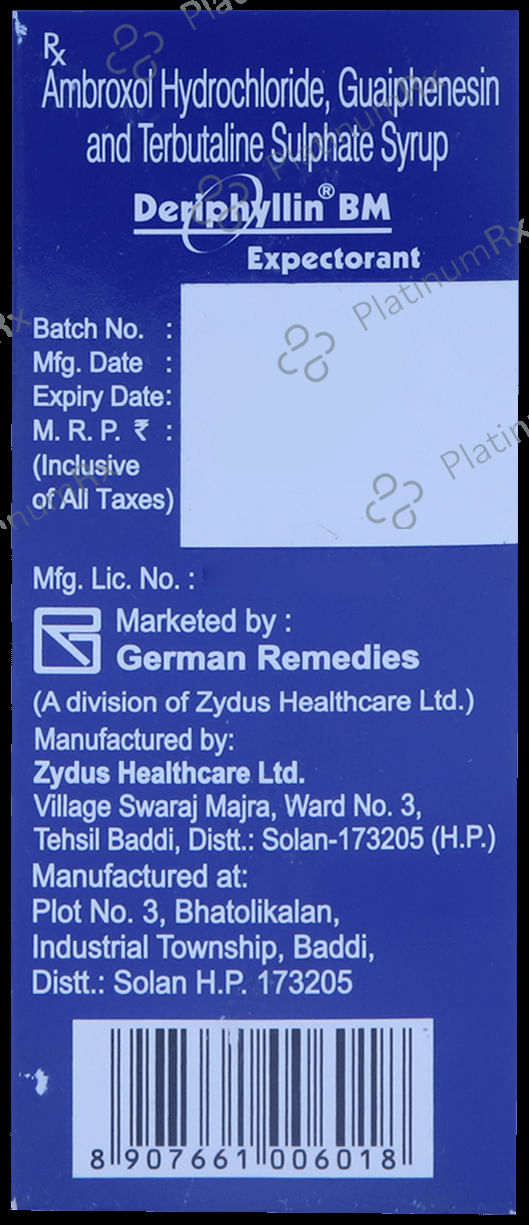 Rx
Ambroxol Hydrochloride, Guaiphenesin
and Terbutaline Sulphate Syrup
Deriphyllin® BM
Expectorant
Batch No. :
Mfg. Date :
Expiry Date:
M. R. P. ₹ :
(Inclusive
of All Taxes)
Mfg. Lic. No. :
Marketed by :
German Remedies
(A division of Zydus Healthcare Ltd.)
Manufactured by:
Zydus Healthcare Ltd.
Village Swaraj Majra, Ward No. 3,
Tehsil Baddi, Distt.: Solan-173205 (H.P.)
Manufactured at:
Plot No. 3, Bhatolikalan,
Industrial Township, Baddi,
Distt.: Solan H.P. 173205
8 907661 006018
PlatinumRx
PlatinumRx
PlatinumRx